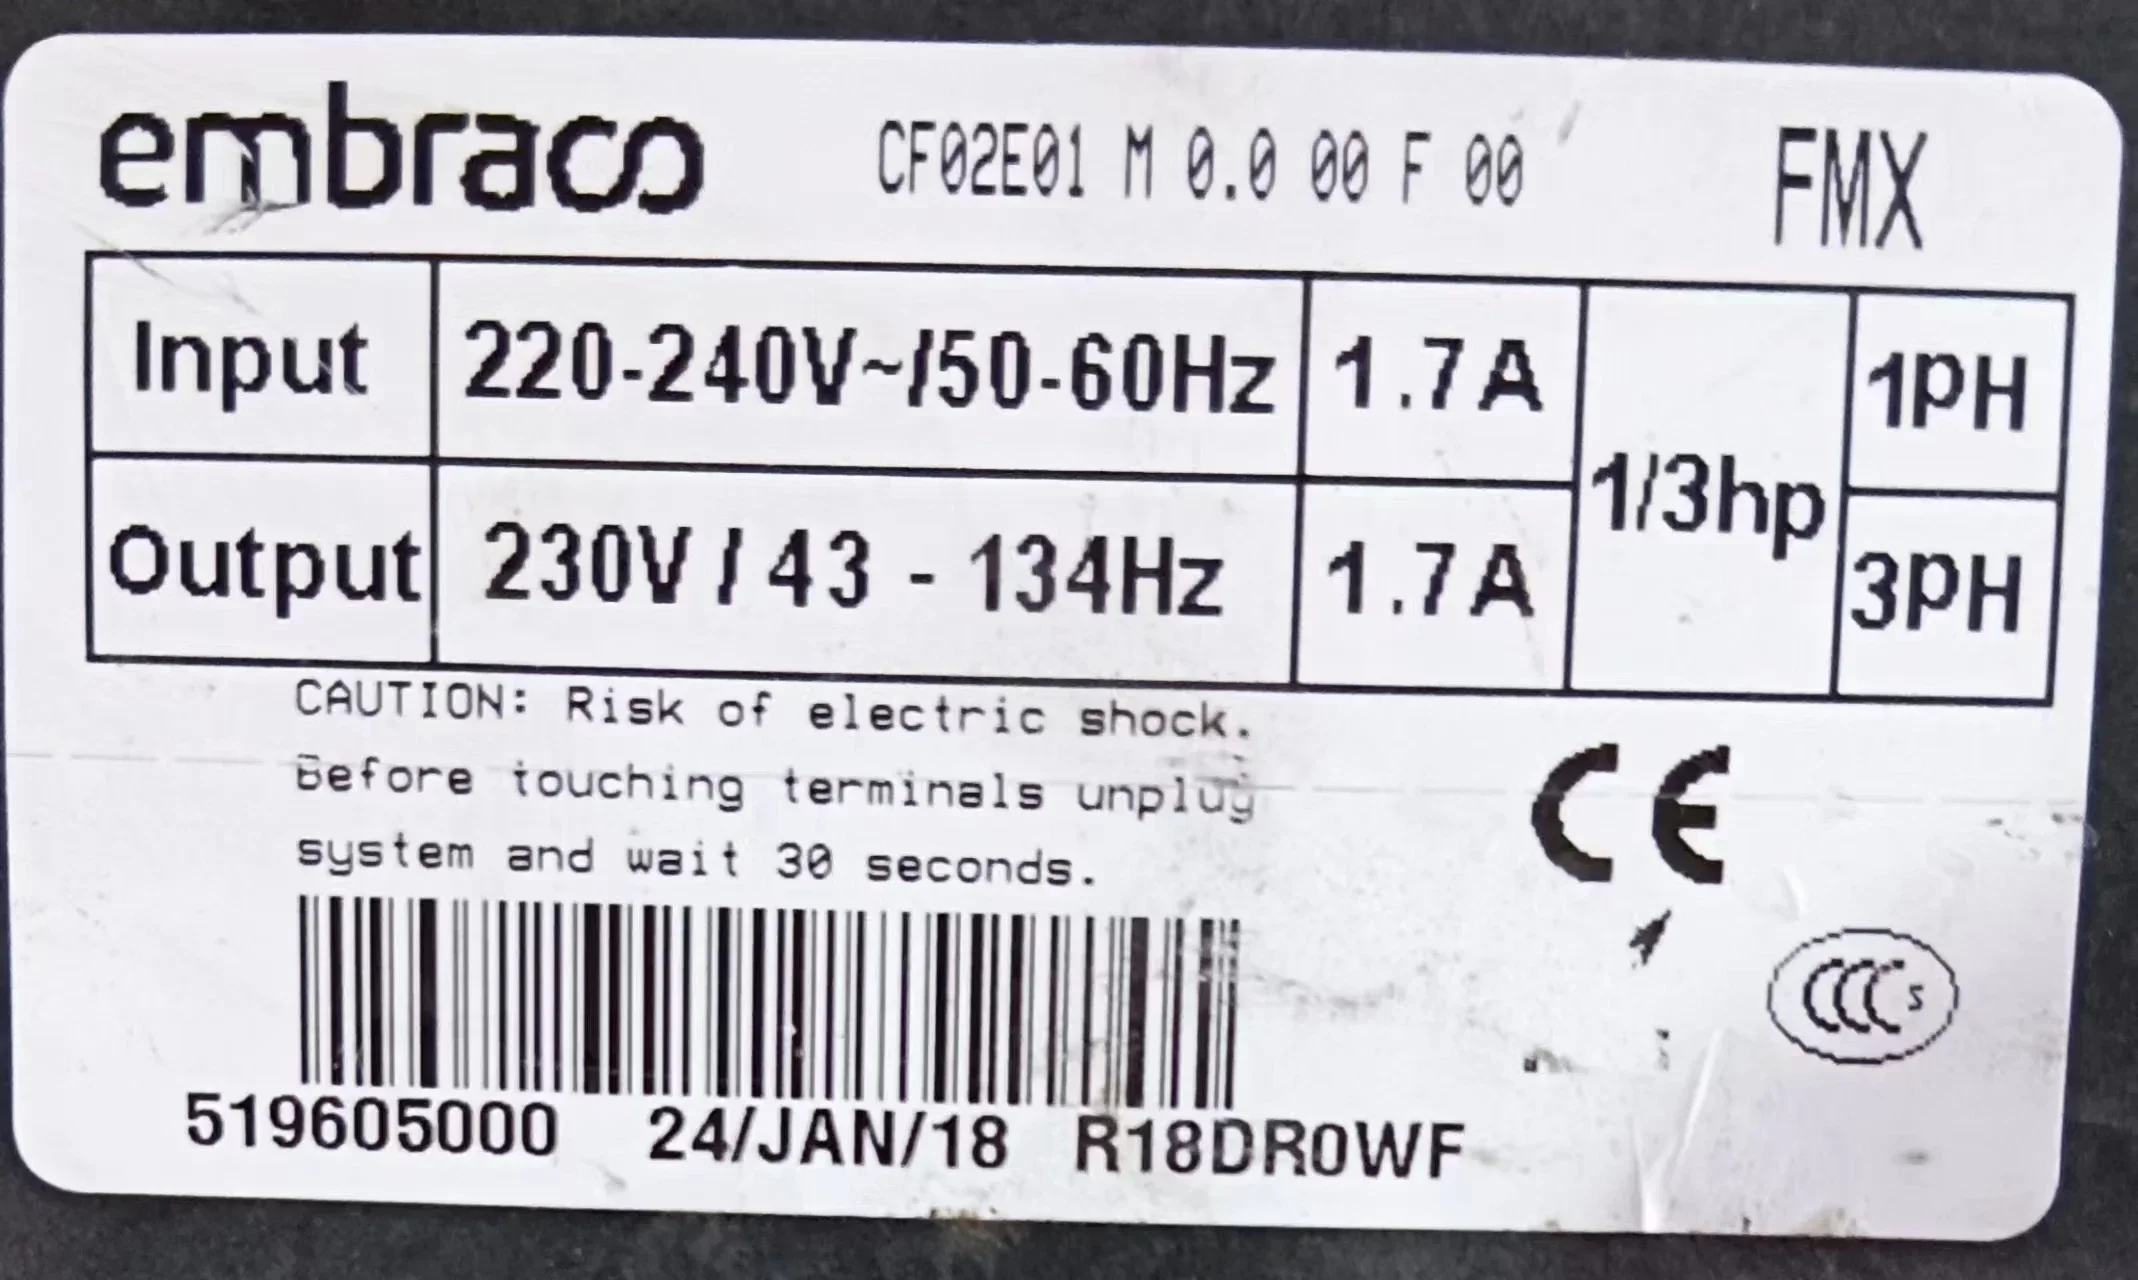 embraco CF02E01 M 0.0 00 F 00 FMX
Input 220-240V~/50-60Hz 1.7A 1PH
1/3hp
Output 230V / 43 - 134Hz 1.7A 3PH
CAUTION: Risk of electric shock.
Before touching terminals unplug
system and wait 30 seconds.
CE
CCC S
519605000 24/JAN/18 R18DR0WF